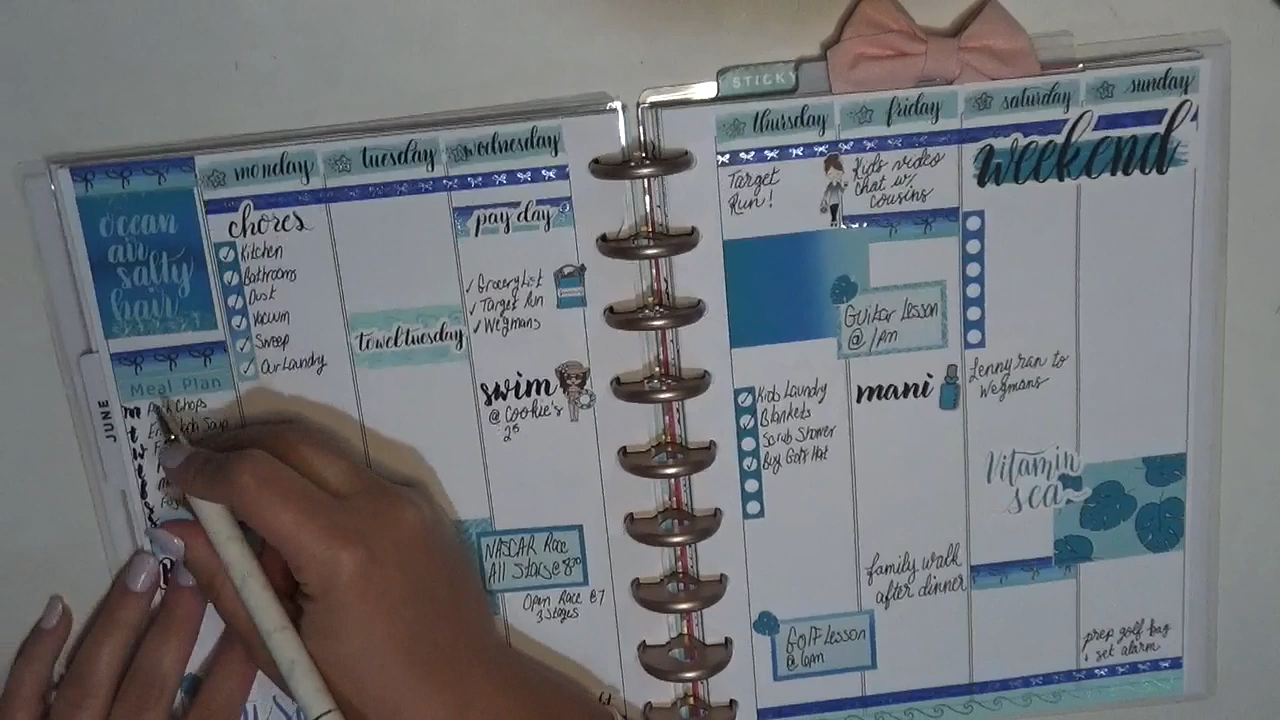 STICKY
JUNE
ocean
air
salty
hair
Meal Plan
m
Chops
Soup
monday
chores
Kitchen
Bathrooms
Dust
Vacuum
Sweep
Our Laundry
tuesday
towel tuesday
wednesday
pay day
Grocery List
Target Run
Wegmans
swim
@ Cookie's
NASCAR Race
All Stars @ 830
Open Race @ 7
3 Stages
thursday
Target
Run!
Kids Laundry
Blankets
Scrub Shower
Buy Golf Hat
Golf Lesson
@ 6pm
friday
Kids video
chat w/
cousins
Guitar Lesson
@ 1pm
mani
family walk
after dinner
saturday
sunday
weekend
Lenny ran to
Wegmans
Vitamin
sea
prep golf bag
+ set alarm